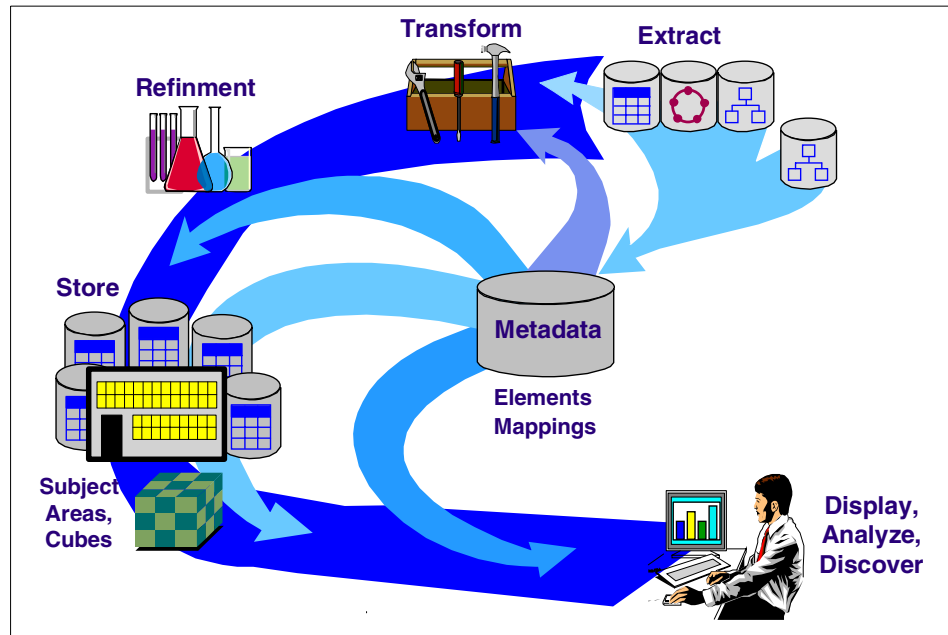 Transform
Extract
Refinment
Store
Metadata
Elements
Mappings
Subject
Areas,
Cubes
Display,
Analyze,
Discover